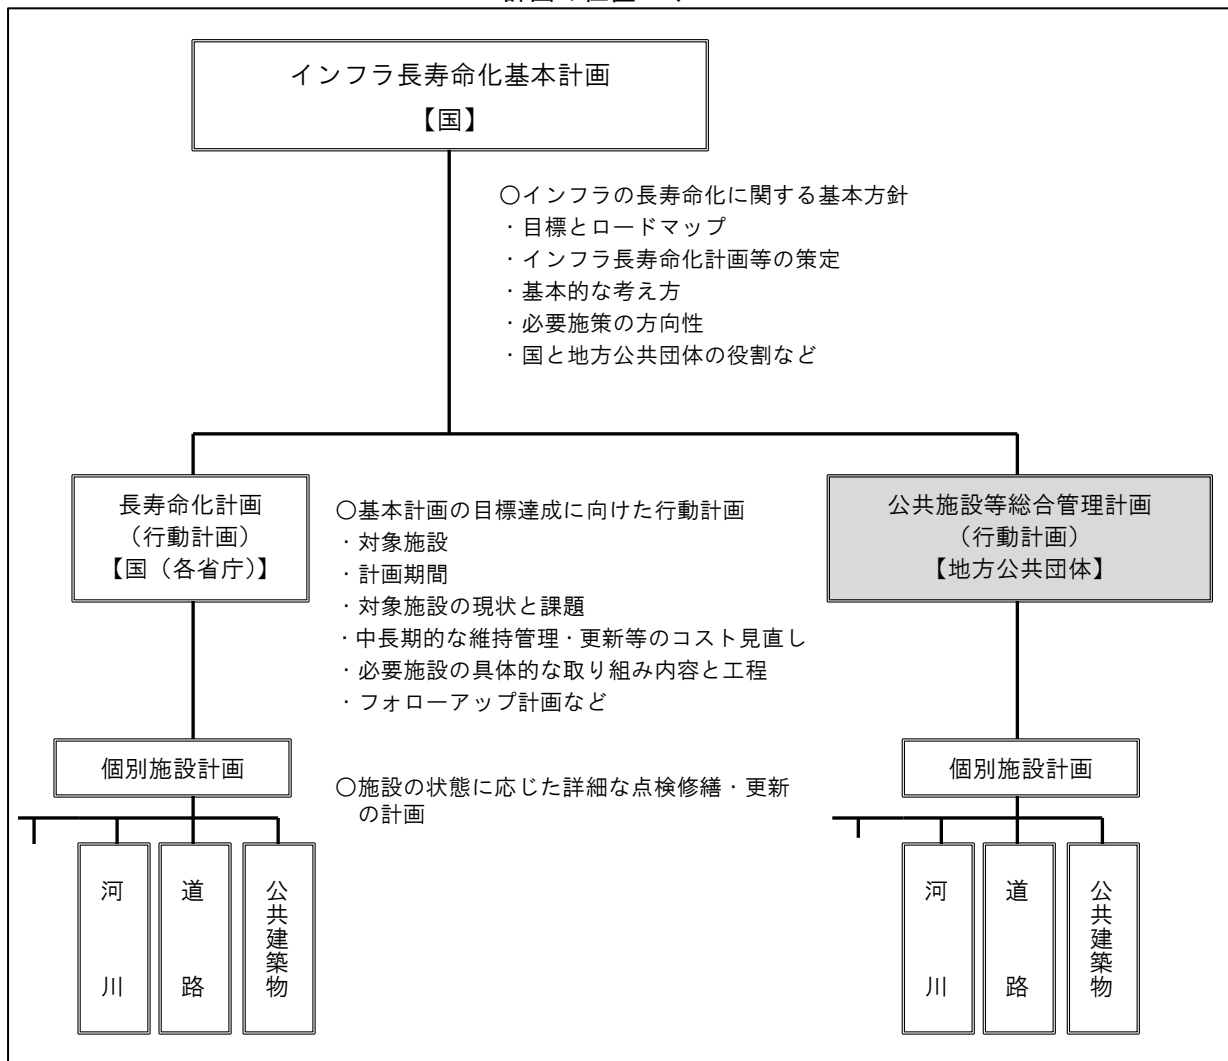 インフラ長寿命化基本計画
【国】
〇インフラの長寿命化に関する基本方針
・目標とロードマップ
・インフラ長寿命化計画等の策定
・基本的な考え方
・必要施策の方向性
・国と地方公共団体の役割など
長寿命化計画
（行動計画）
【国（各省庁）】
〇基本計画の目標達成に向けた行動計画
・対象施設
・計画期間
・対象施設の現状と課題
・中長期的な維持管理・更新等のコスト見直し
・必要施設の具体的な取り組み内容と工程
・フォローアップ計画など
公共施設等総合管理計画
（行動計画）
【地方公共団体】
個別施設計画
〇施設の状態に応じた詳細な点検修繕・更新
の計画
個別施設計画
河川
道路
公共建築物
河川
道路
公共建築物